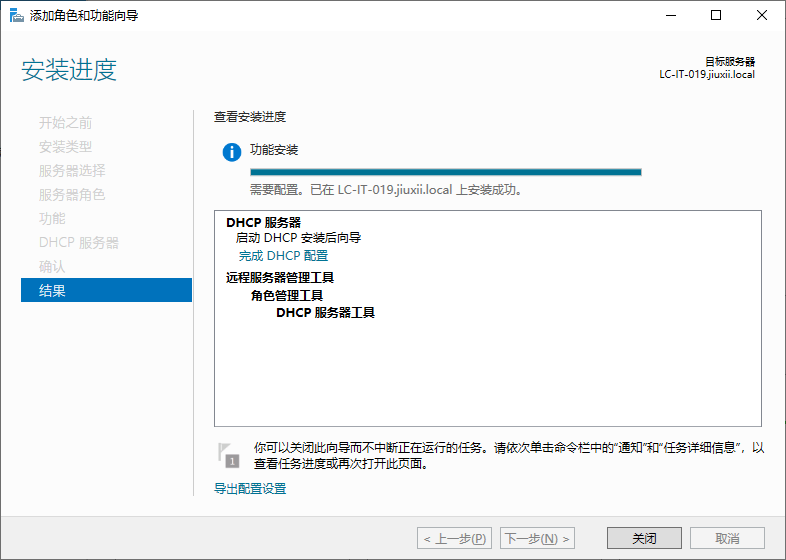 添加角色和功能向导
安装进度
目标服务器
LC-IT-019.jiuxii.local
开始之前
安装类型
服务器选择
服务器角色
功能
DHCP 服务器
确认
结果
查看安装进度
功能安装
需要配置。已在 LC-IT-019.jiuxii.local 上安装成功。
DHCP 服务器
启动 DHCP 安装后向导
完成 DHCP 配置
远程服务器管理工具
角色管理工具
DHCP 服务器工具
1
你可以关闭此向导而不中断正在运行的任务。请依次单击命令栏中的"通知"和"任务详细信息"，以
查看任务进度或再次打开此页面。
导出配置设置
< 上一步(P) 下一步(N) > 关闭 取消